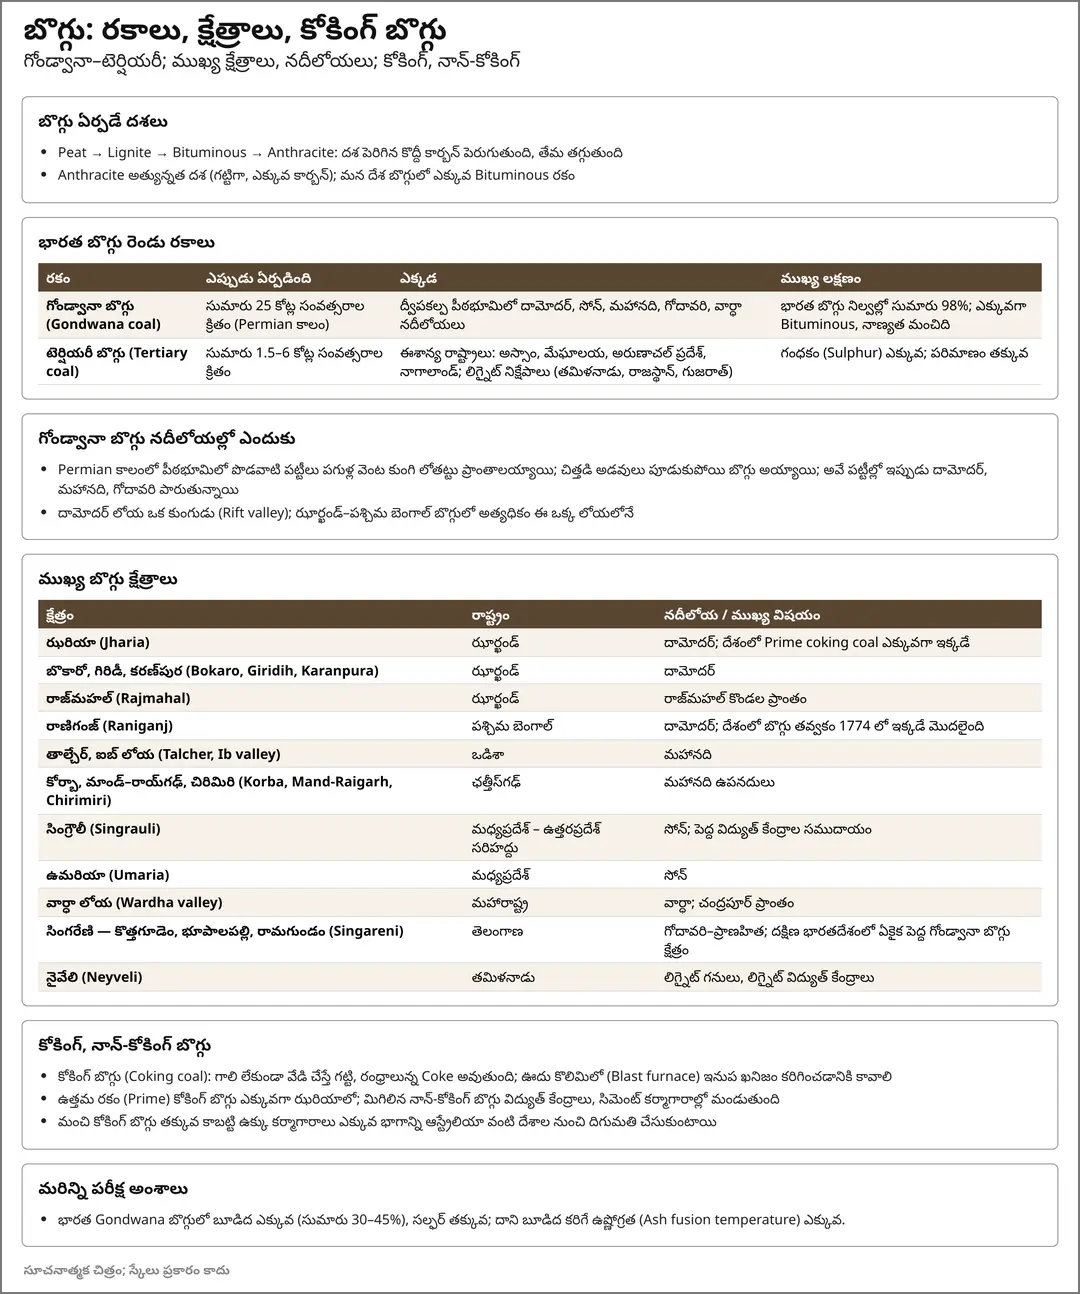 బొగ్గు: రకాలు, క్షేత్రాలు, కోకింగ్ బొగ్గు
గోండ్వానా–టెర్షియరీ; ముఖ్య క్షేత్రాలు, నదీలోయలు; కోకింగ్, నాన్-కోకింగ్
బొగ్గు ఏర్పడే దశలు
• Peat → Lignite → Bituminous → Anthracite: దశ పెరిగిన కొద్దీ కార్బన్ పెరుగుతుంది, తేమ తగ్గుతుంది
• Anthracite అత్యున్నత దశ (గట్టిగా, ఎక్కువ కార్బన్); మన దేశ బొగ్గులో ఎక్కువ Bituminous రకం
భారత బొగ్గు రెండు రకాలు
రకం ఎప్పుడు ఏర్పడింది ఎక్కడ ముఖ్య లక్షణం
గోండ్వానా బొగ్గు సుమారు 25 కోట్ల సంవత్సరాల ద్వీపకల్ప పీఠభూమిలో దామోదర్, సోన్, మహానది, గోదావరి, వార్ధా భారత బొగ్గు నిల్వల్లో సుమారు 98%; ఎక్కువగా
(Gondwana coal) క్రితం (Permian కాలం) నదీలోయలు Bituminous, నాణ్యత మంచిది
టెర్షియరీ బొగ్గు (Tertiary సుమారు 1.5–6 కోట్ల సంవత్సరాల ఈశాన్య రాష్ట్రాలు: అస్సాం, మేఘాలయ, అరుణాచల్ ప్రదేశ్, గంధకం (Sulphur) ఎక్కువ; పరిమాణం తక్కువ
coal) క్రితం నాగాలాండ్; లిగ్నైట్ నిక్షేపాలు (తమిళనాడు, రాజస్థాన్, గుజరాత్)
గోండ్వానా బొగ్గు నదీలోయల్లో ఎందుకు
• Permian కాలంలో పీఠభూమిలో పొడవాటి పట్టీలు పగుళ్ల వెంట కుంగి లోతట్టు ప్రాంతాలయ్యాయి; చిత్తడి అడవులు పూడుకుపోయి బొగ్గు అయ్యాయి; అవే పట్టీల్లో ఇప్పుడు దామోదర్,
మహానది, గోదావరి పారుతున్నాయి
• దామోదర్ లోయ ఒక కుంగుడు (Rift valley); ఝార్ఖండ్–పశ్చిమ బెంగాల్ బొగ్గులో అత్యధికం ఈ ఒక్క లోయలోనే
ముఖ్య బొగ్గు క్షేత్రాలు
క్షేత్రం రాష్ట్రం నదీలోయ / ముఖ్య విషయం
ఝరియా (Jharia) ఝార్ఖండ్ దామోదర్; దేశంలో Prime coking coal ఎక్కువగా ఇక్కడే
బొకారో, గిరిడీ, కరణ్‌పుర (Bokaro, Giridih, Karanpura) ఝార్ఖండ్ దామోదర్
రాజ్‌మహల్ (Rajmahal) ఝార్ఖండ్ రాజ్‌మహల్ కొండల ప్రాంతం
రాణిగంజ్ (Raniganj) పశ్చిమ బెంగాల్ దామోదర్; దేశంలో బొగ్గు తవ్వకం 1774 లో ఇక్కడే మొదలైంది
తాల్చేర్, ఐబ్ లోయ (Talcher, Ib valley) ఒడిశా మహానది
కోర్బా, మాండ్–రాయ్‌గఢ్, చిరిమిరి (Korba, Mand-Raigarh, ఛత్తీస్‌గఢ్ మహానది ఉపనదులు
Chirimiri)
సింగ్రౌలీ (Singrauli) మధ్యప్రదేశ్ – ఉత్తరప్రదేశ్ సోన్; పెద్ద విద్యుత్ కేంద్రాల సముదాయం
సరిహద్దు
ఉమరియా (Umaria) మధ్యప్రదేశ్ సోన్
వార్ధా లోయ (Wardha valley) మహారాష్ట్ర వార్ధా; చంద్రపూర్ ప్రాంతం
సింగరేణి — కొత్తగూడెం, భూపాలపల్లి, రామగుండం (Singareni) తెలంగాణ గోదావరి–ప్రాణహిత; దక్షిణ భారతదేశంలో ఏకైక పెద్ద గోండ్వానా బొగ్గు
క్షేత్రం
నైవేలి (Neyveli) తమిళనాడు లిగ్నైట్ గనులు, లిగ్నైట్ విద్యుత్ కేంద్రాలు
కోకింగ్, నాన్-కోకింగ్ బొగ్గు
• కోకింగ్ బొగ్గు (Coking coal): గాలి లేకుండా వేడి చేస్తే గట్టి, రంధ్రాలున్న Coke అవుతుంది; ఊదు కొలిమిలో (Blast furnace) ఇనుప ఖనిజం కరిగించడానికి కావాలి
• ఉత్తమ రకం (Prime) కోకింగ్ బొగ్గు ఎక్కువగా ఝరియాలో; మిగిలిన నాన్-కోకింగ్ బొగ్గు విద్యుత్ కేంద్రాలు, సిమెంట్ కర్మాగారాల్లో మండుతుంది
• మంచి కోకింగ్ బొగ్గు తక్కువ కాబట్టి ఉక్కు కర్మాగారాలు ఎక్కువ భాగాన్ని ఆస్ట్రేలియా వంటి దేశాల నుంచి దిగుమతి చేసుకుంటాయి
మరిన్ని పరీక్ష అంశాలు
• భారత Gondwana బొగ్గులో బూడిద ఎక్కువ (సుమారు 30–45%), సల్ఫర్ తక్కువ; దాని బూడిద కరిగే ఉష్ణోగ్రత (Ash fusion temperature) ఎక్కువ.
సూచనాత్మక చిత్రం; స్కేలు ప్రకారం కాదు